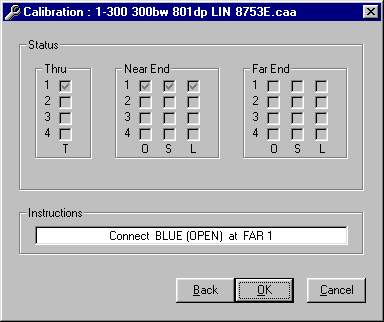 Calibration : 1-300 300bw 801dp LIN 8753E.caa
Status
Thru Near End Far End
1 1 1
2 2 2
3 3 3
4 4 4
T O S L O S L
Instructions
Connect BLUE (OPEN) at FAR 1
Back OK Cancel